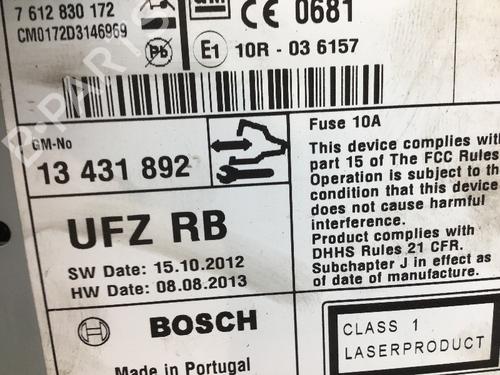 7 612 830 172
CM0172D3146969
CE 0681
Pb
E1 10R - 03 6157
GM-No
13 431 892
Fuse 10A
This device complies with
part 15 of The FCC Rules
Operation is subject to the
condition that this device
does not cause harmful
interference.
Product complies with
DHHS Rules 21 CFR.
Subchapter J in effect as
of date of manufacture.
UFZ RB
SW Date: 15.10.2012
HW Date: 08.08.2013
BOSCH
Made in Portugal
CLASS 1
LASERPRODUCT
B-PARTS